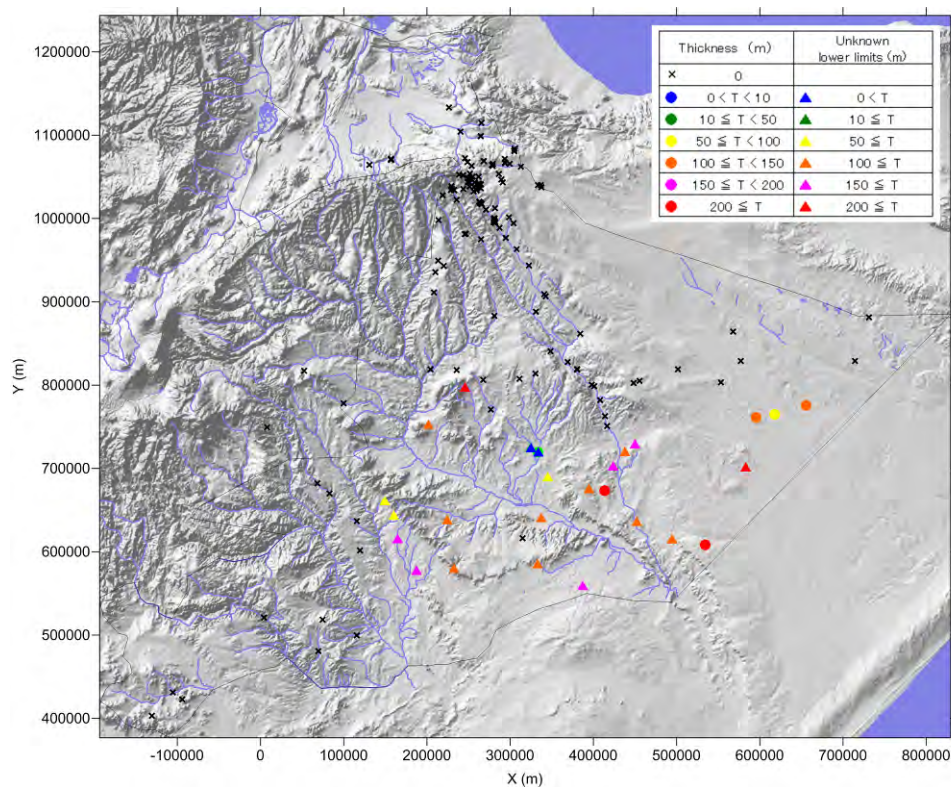 Thickness (m) Unknown lower limits (m)
× 0
0 < T < 10 0 < T
10 ≦ T < 50 10 ≦ T
50 ≦ T < 100 50 ≦ T
100 ≦ T < 150 100 ≦ T
150 ≦ T < 200 150 ≦ T
200 ≦ T 200 ≦ T
1200000
1100000
1000000
900000
800000
700000
600000
500000
400000
Y (m)
-100000 0 100000 200000 300000 400000 500000 600000 700000 800000
X (m)